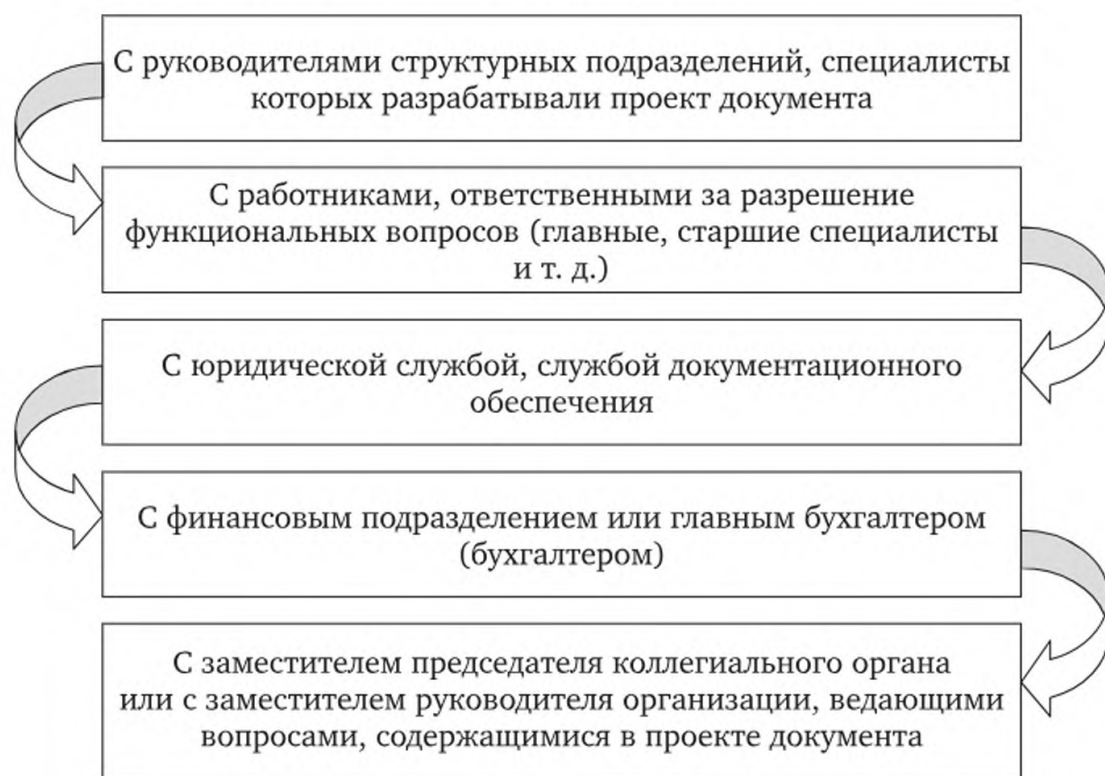 С руководителями структурных подразделений, специалисты
которых разрабатывали проект документа
С работниками, ответственными за разрешение
функциональных вопросов (главные, старшие специалисты
и т. д.)
С юридической службой, службой документационного
обеспечения
С финансовым подразделением или главным бухгалтером
(бухгалтером)
С заместителем председателя коллегиального органа
или с заместителем руководителя организации, ведающими
вопросами, содержащимися в проекте документа